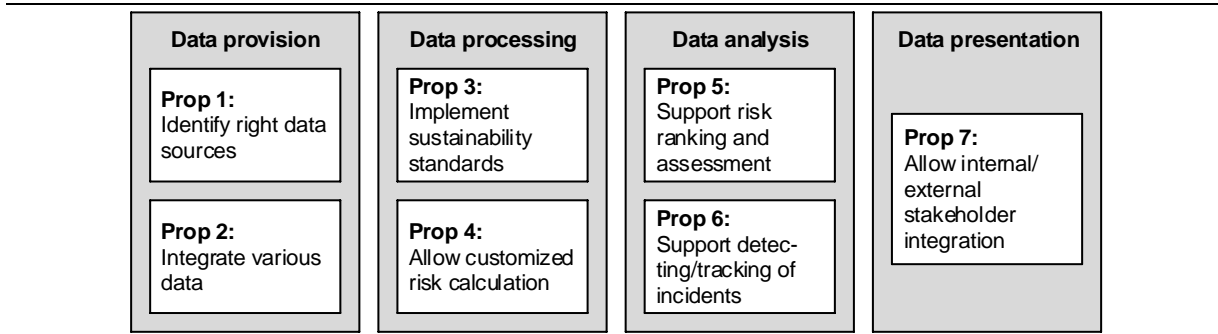 Data provision
Prop 1:
Identify right data
sources
Prop 2:
Integrate various
data
Data processing
Prop 3:
Implement
sustainability
standards
Prop 4:
Allow customized
risk calculation
Data analysis
Prop 5:
Support risk
ranking and
assessment
Prop 6:
Support detec-
ting/tracking of
incidents
Data presentation
Prop 7:
Allow internal/
external
stakeholder
integration